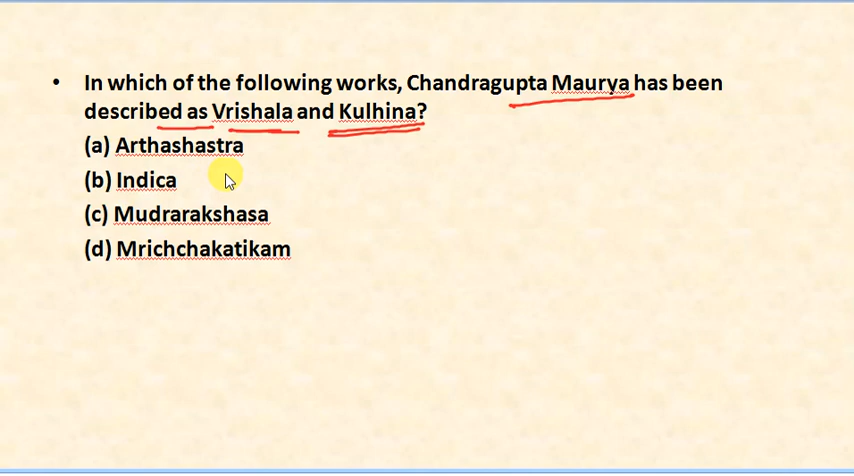 • In which of the following works, Chandragupta Maurya has been
described as Vrishala and Kulhina?
(a) Arthashastra
(b) Indica
(c) Mudrarakshasa
(d) Mrichchakatikam